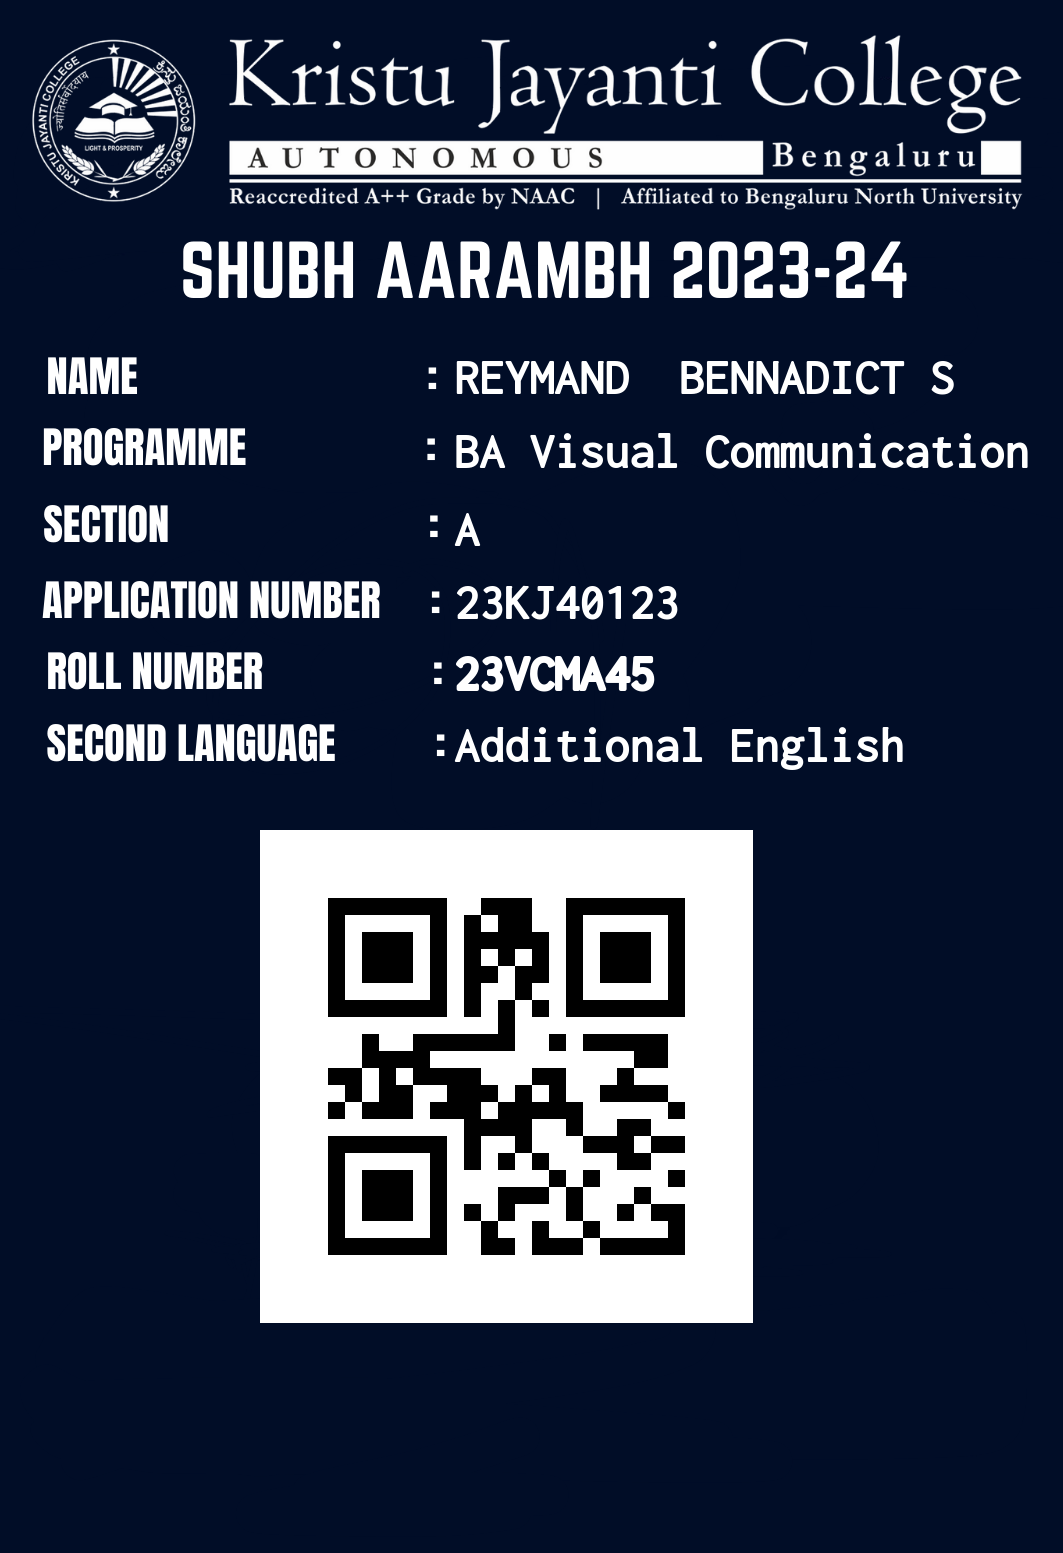 KRISTU JAYANTI COLLEGE
LIGHT & PROSPERITY
Kristu Jayanti College
AUTONOMOUS Bengaluru
Reaccredited A++ Grade by NAAC | Affiliated to Bengaluru North University
SHUBH AARAMBH 2023-24
NAME : REYMAND BENNADICT S
PROGRAMME : BA Visual Communication
SECTION : A
APPLICATION NUMBER : 23KJ40123
ROLL NUMBER : 23VCMA45
SECOND LANGUAGE : Additional English